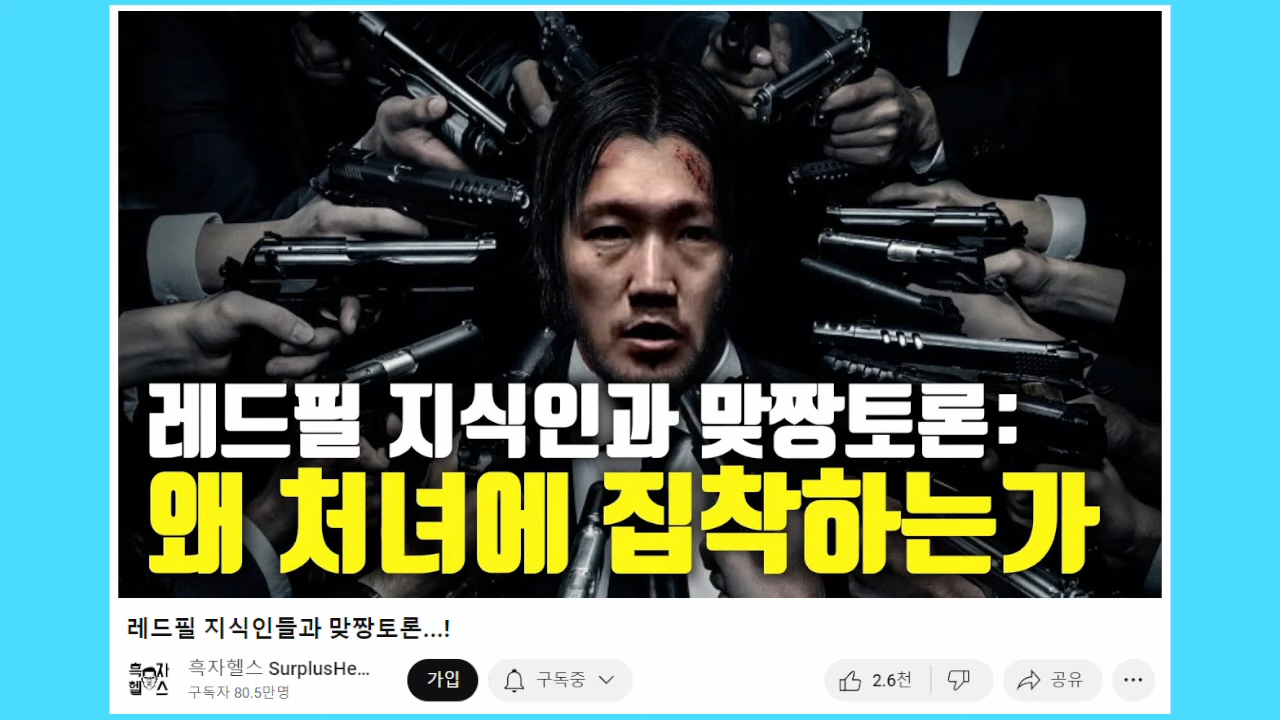 레드필 지식인과 맞짱토론:
왜 처녀에 집착하는가
레드필 지식인들과 맞짱토론...!
흑자
헬스
흑자헬스 SurplusHe...
구독자 80.5만명
가입
구독중
2.6천
공유